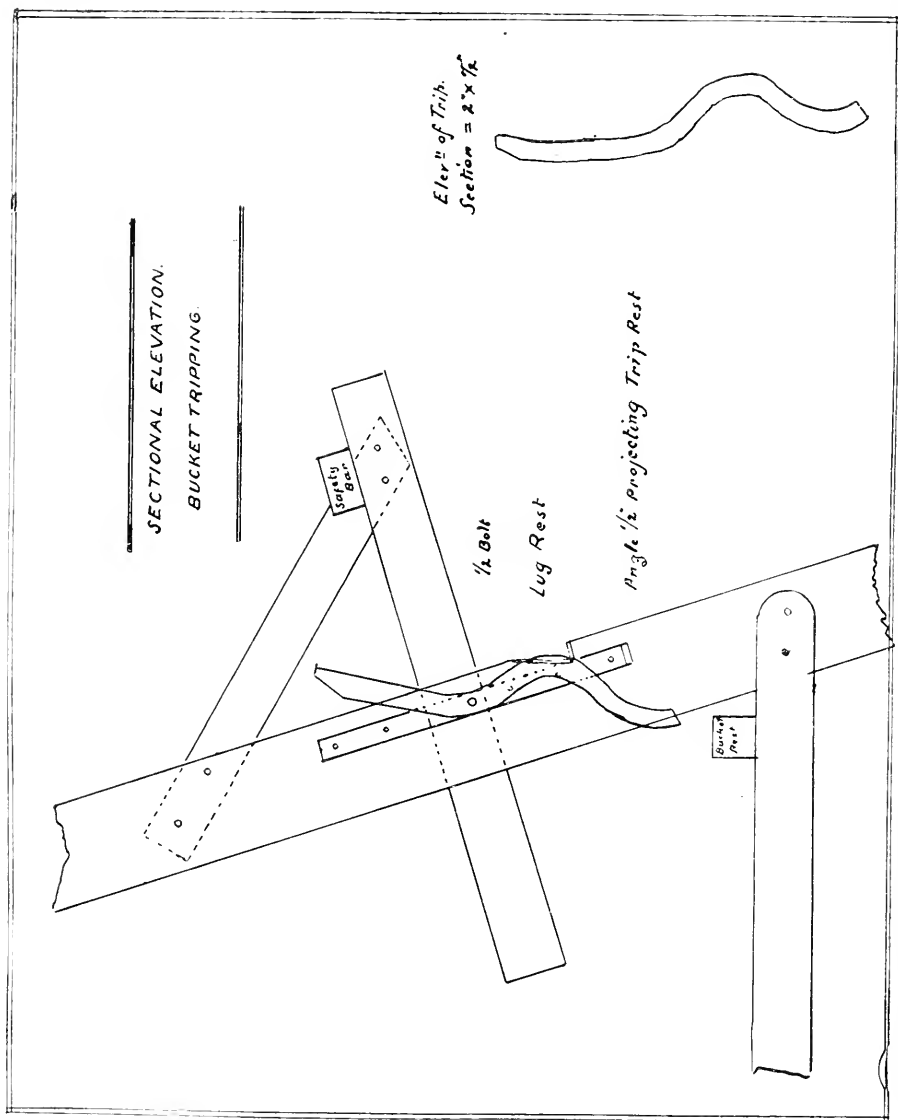 SECTIONAL ELEVATION.
BUCKET TRIPPING.
Elevn of Trip.
Section = 2" x 1/2"
Safety
Bar
1/2 Bolt
Lug Rest
Angle 1/2" Projecting Trip Rest
Bucket
Rest